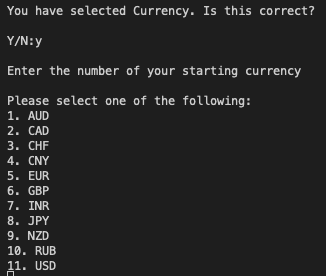 You have selected Currency. Is this correct?
Y/N:y
Enter the number of your starting currency
Please select one of the following:
1. AUD
2. CAD
3. CHF
4. CNY
5. EUR
6. GBP
7. INR
8. JPY
9. NZD
10. RUB
11. USD